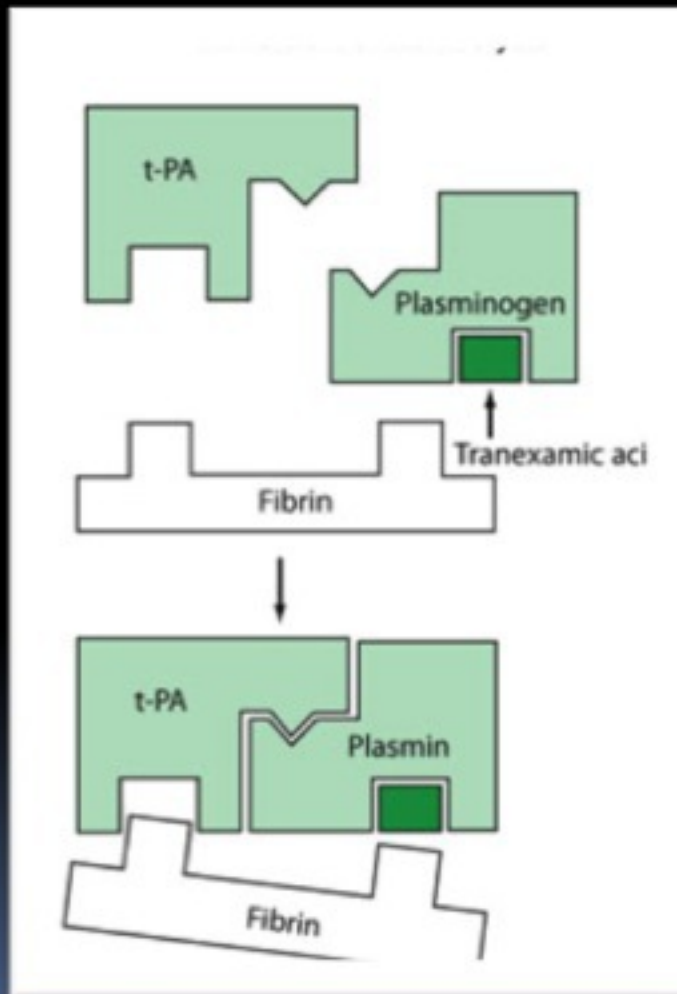 t-PA
Plasminogen
Tranexamic aci
Fibrin
t-PA
Plasmin
Fibrin